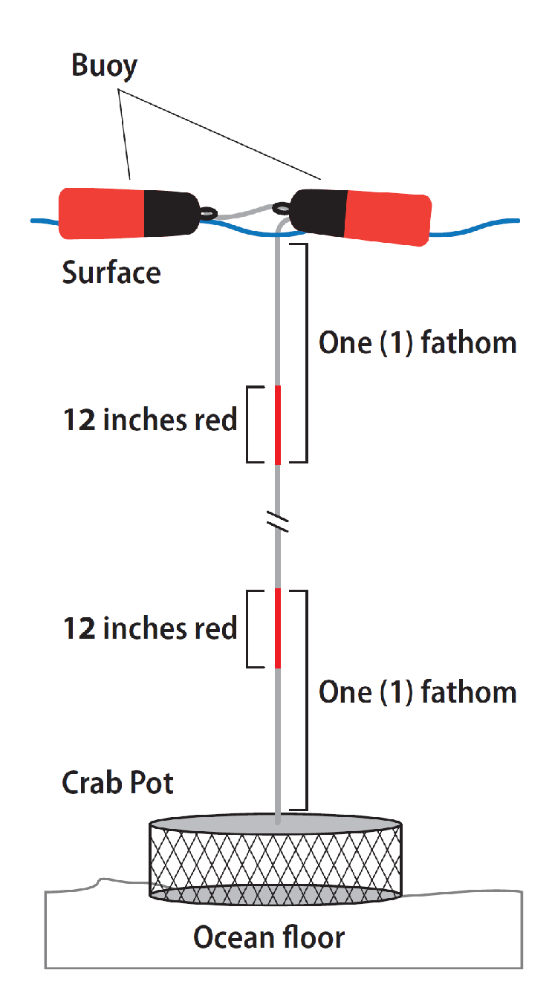 Buoy
Surface
One (1) fathom
12 inches red
12 inches red
One (1) fathom
Crab Pot
Ocean floor